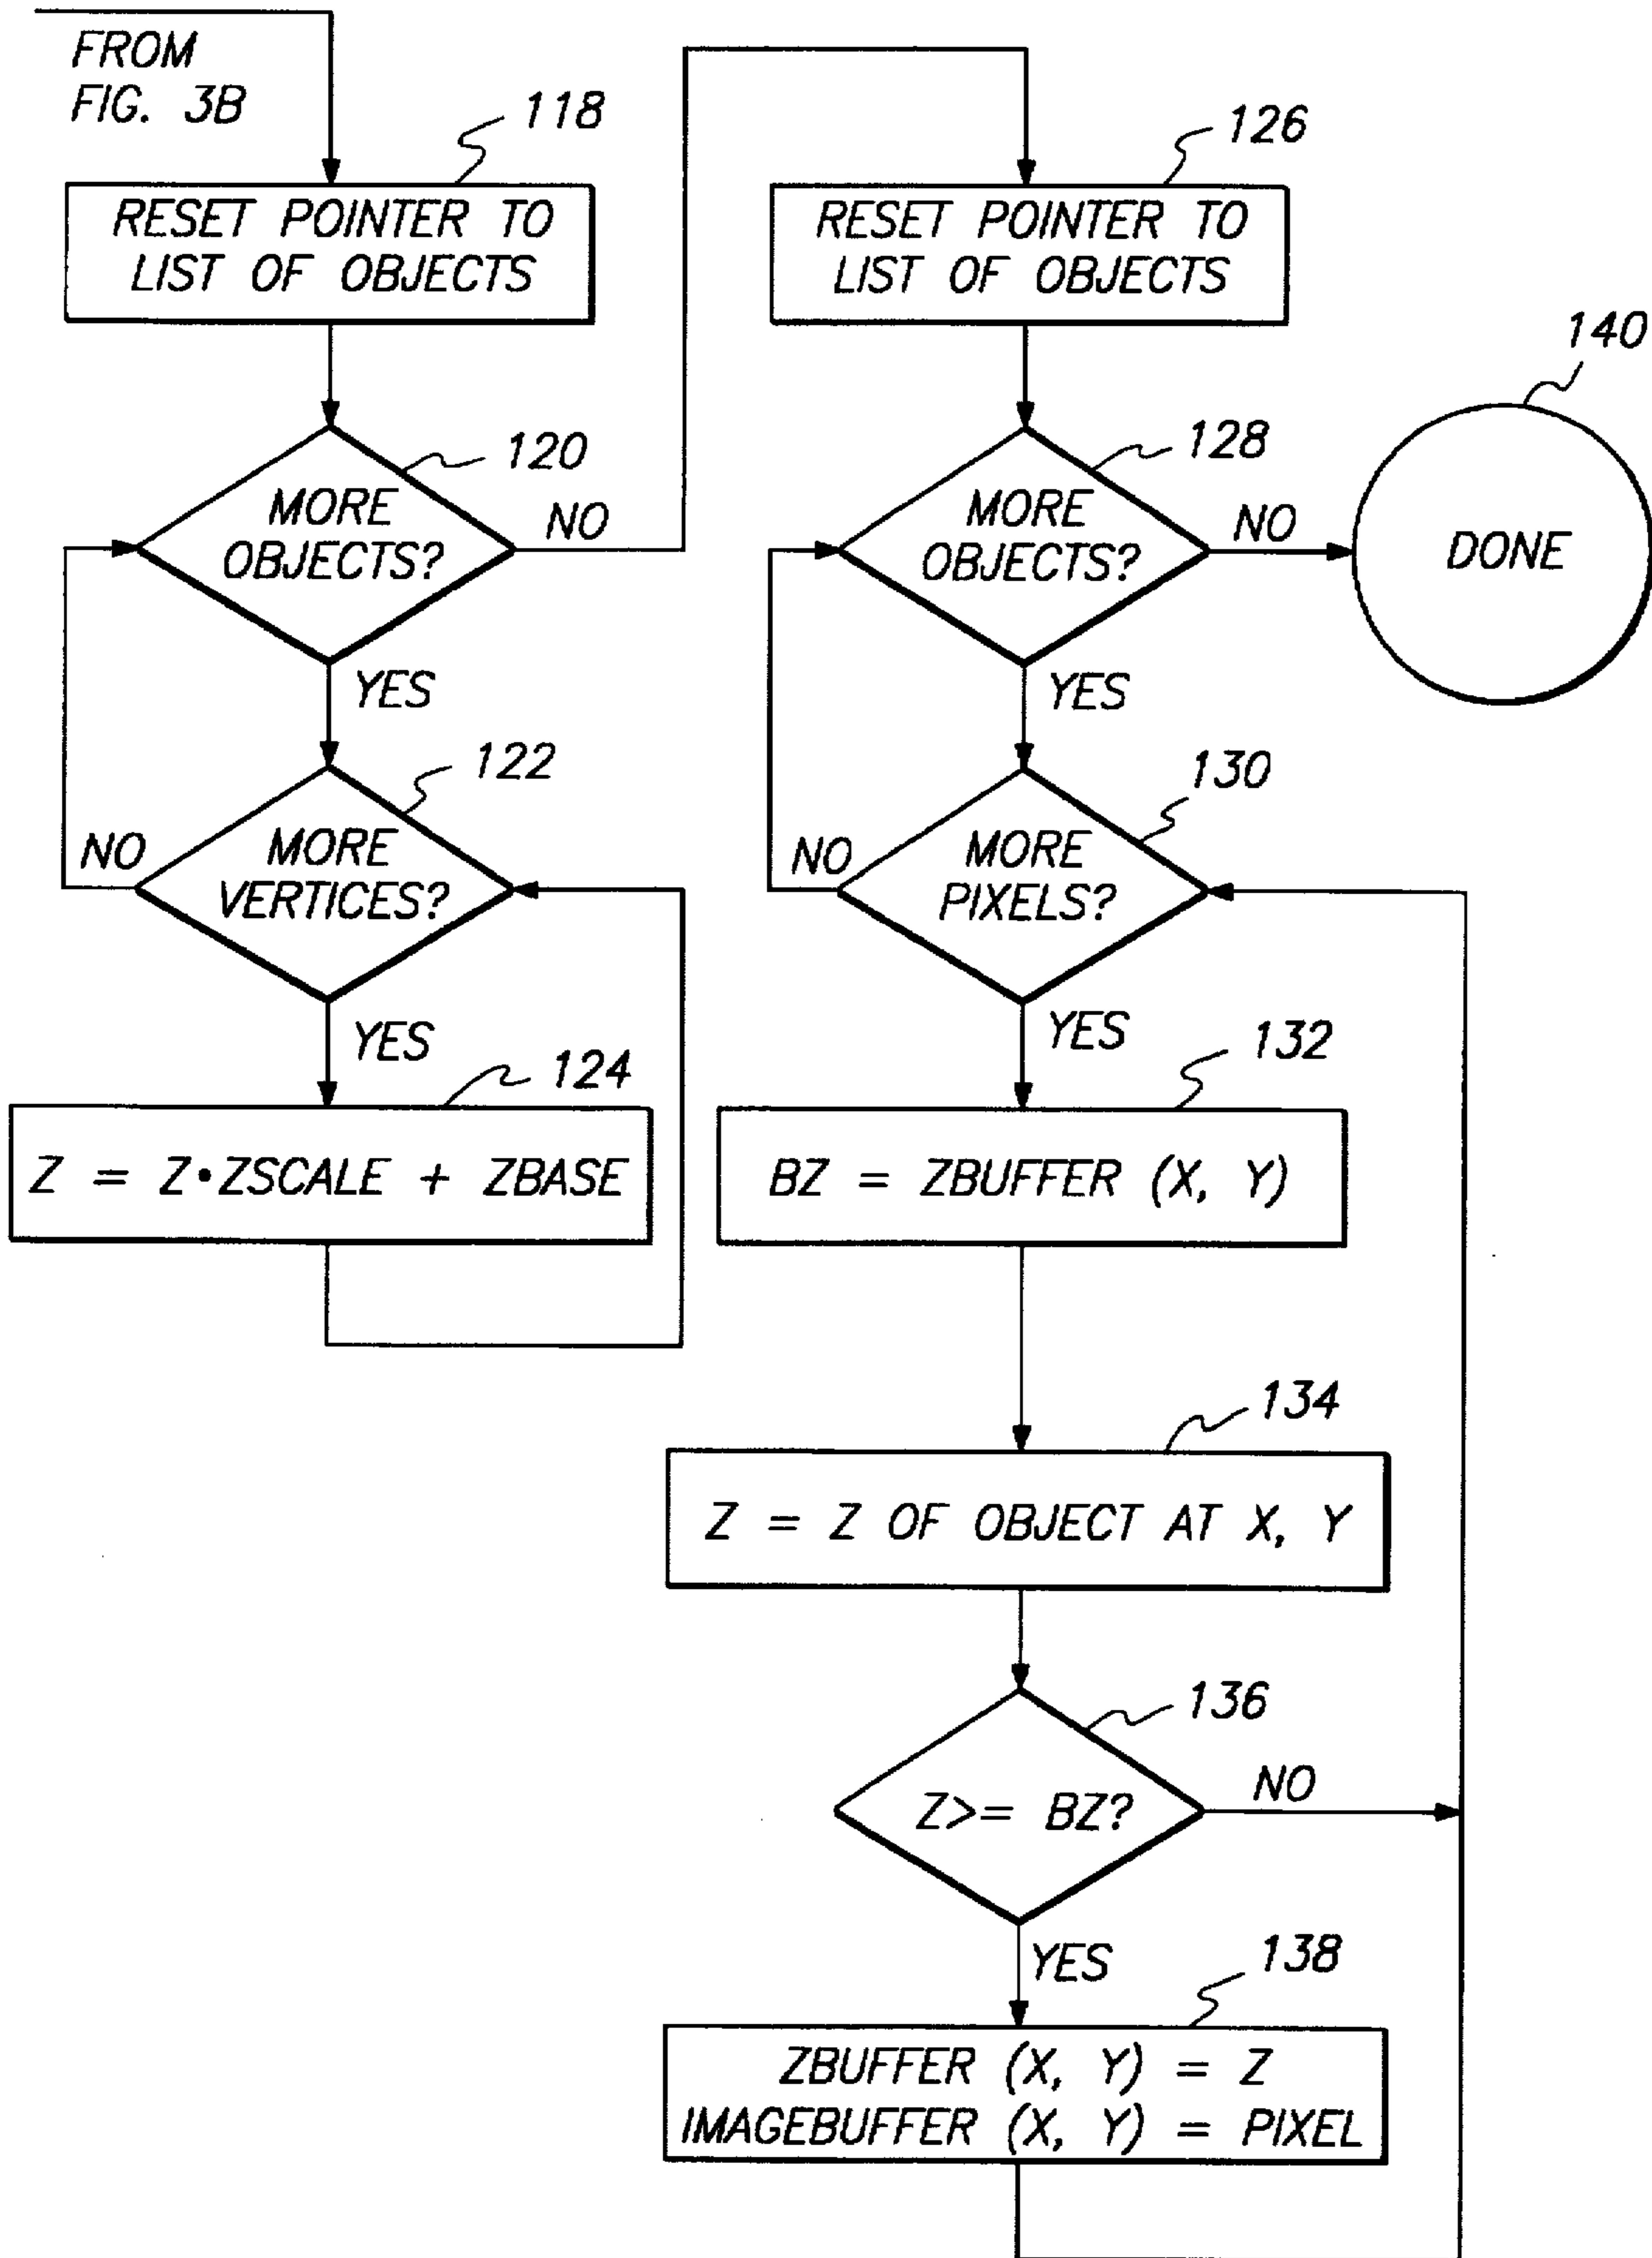 FROM
FIG. 3B
118
RESET POINTER TO
LIST OF OBJECTS
120
MORE
OBJECTS?
NO
YES
122
MORE
VERTICES?
NO
YES
124
Z = Z•ZSCALE + ZBASE
126
RESET POINTER TO
LIST OF OBJECTS
128
MORE
OBJECTS?
NO
140
DONE
YES
130
MORE
PIXELS?
NO
YES
132
BZ = ZBUFFER (X, Y)
134
Z = Z OF OBJECT AT X, Y
136
Z>= BZ?
NO
YES
138
ZBUFFER (X, Y) = Z
IMAGEBUFFER (X, Y) = PIXEL